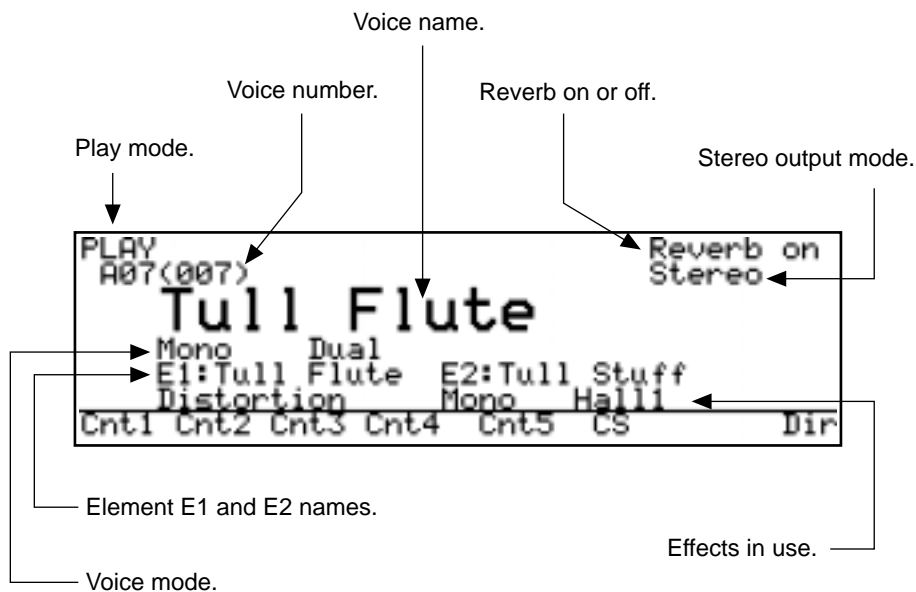 Voice name.
Voice number.
Reverb on or off.
Play mode.
Stereo output mode.
PLAY Reverb on
A07(007) Stereo
Tull Flute
Mono Dual
E1:Tull Flute E2:Tull Stuff
Distortion Mono Hall1
Cnt1 Cnt2 Cnt3 Cnt4 Cnt5 CS Dir
Element E1 and E2 names.
Effects in use.
Voice mode.